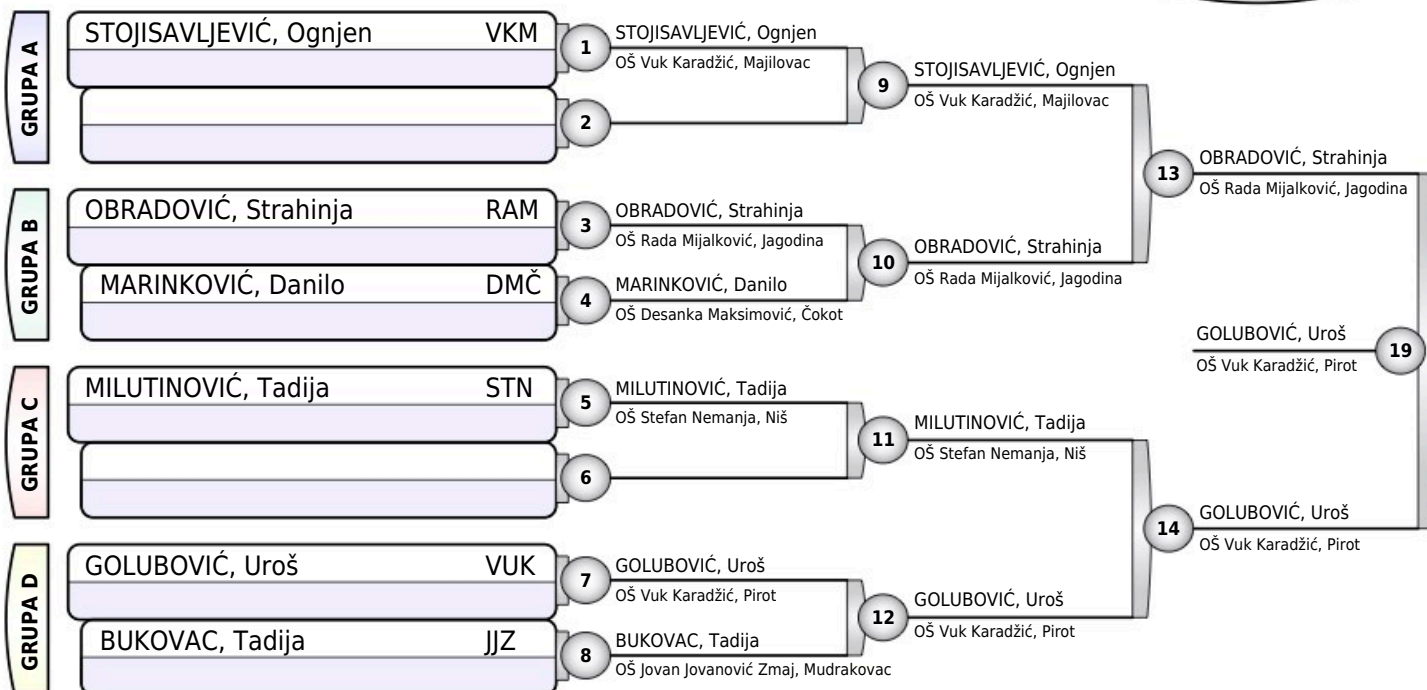 GRUPA A
STOJISAVLJEVIĆ, Ognjen VKM
1
STOJISAVLJEVIĆ, Ognjen
OŠ Vuk Karadžić, Majilovac
2
9
STOJISAVLJEVIĆ, Ognjen
OŠ Vuk Karadžić, Majilovac
13
OBRADOVIĆ, Strahinja
OŠ Rada Mijalković, Jagodina
GRUPA B
OBRADOVIĆ, Strahinja RAM
3
OBRADOVIĆ, Strahinja
OŠ Rada Mijalković, Jagodina
MARINKOVIĆ, Danilo DMČ
4
MARINKOVIĆ, Danilo
OŠ Desanka Maksimović, Čokot
10
OBRADOVIĆ, Strahinja
OŠ Rada Mijalković, Jagodina
GOLUBOVIĆ, Uroš
OŠ Vuk Karadžić, Pirot
19
GRUPA C
MILUTINOVIĆ, Tadija STN
5
MILUTINOVIĆ, Tadija
OŠ Stefan Nemanja, Niš
6
11
MILUTINOVIĆ, Tadija
OŠ Stefan Nemanja, Niš
14
GOLUBOVIĆ, Uroš
OŠ Vuk Karadžić, Pirot
GRUPA D
GOLUBOVIĆ, Uroš VUK
7
GOLUBOVIĆ, Uroš
OŠ Vuk Karadžić, Pirot
BUKOVAC, Tadija JJZ
8
BUKOVAC, Tadija
OŠ Jovan Jovanović Zmaj, Mudrakovac
12
GOLUBOVIĆ, Uroš
OŠ Vuk Karadžić, Pirot